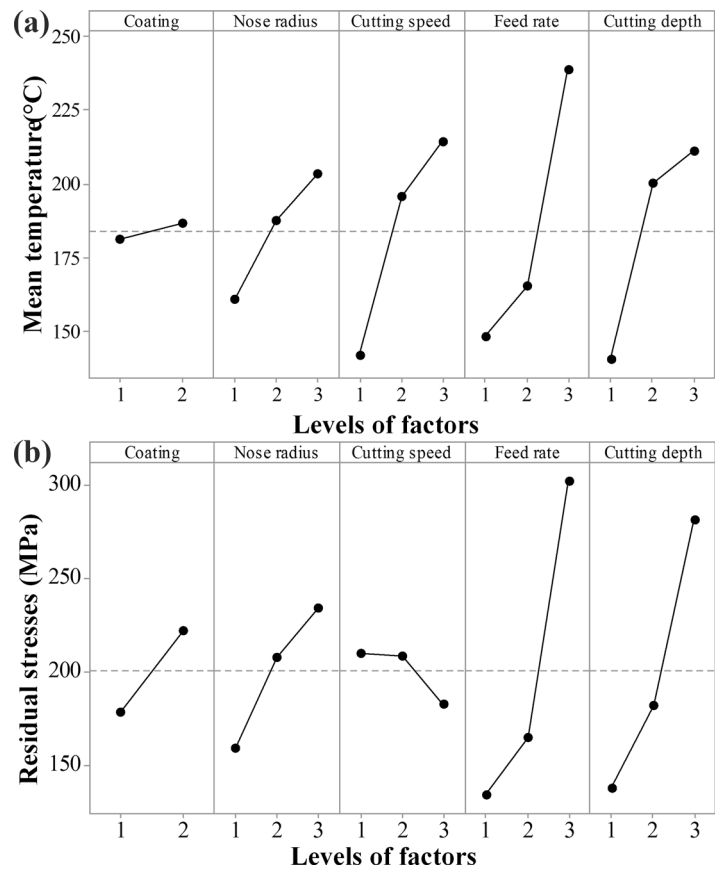 (a)
Coating Nose radius Cutting speed Feed rate Cutting depth
Mean temperature(°C)
250
225
200
175
150
1 2 1 2 3 1 2 3 1 2 3 1 2 3
Levels of factors
(b)
Coating Nose radius Cutting speed Feed rate Cutting depth
Residual stresses (MPa)
300
250
200
150
1 2 1 2 3 1 2 3 1 2 3 1 2 3
Levels of factors